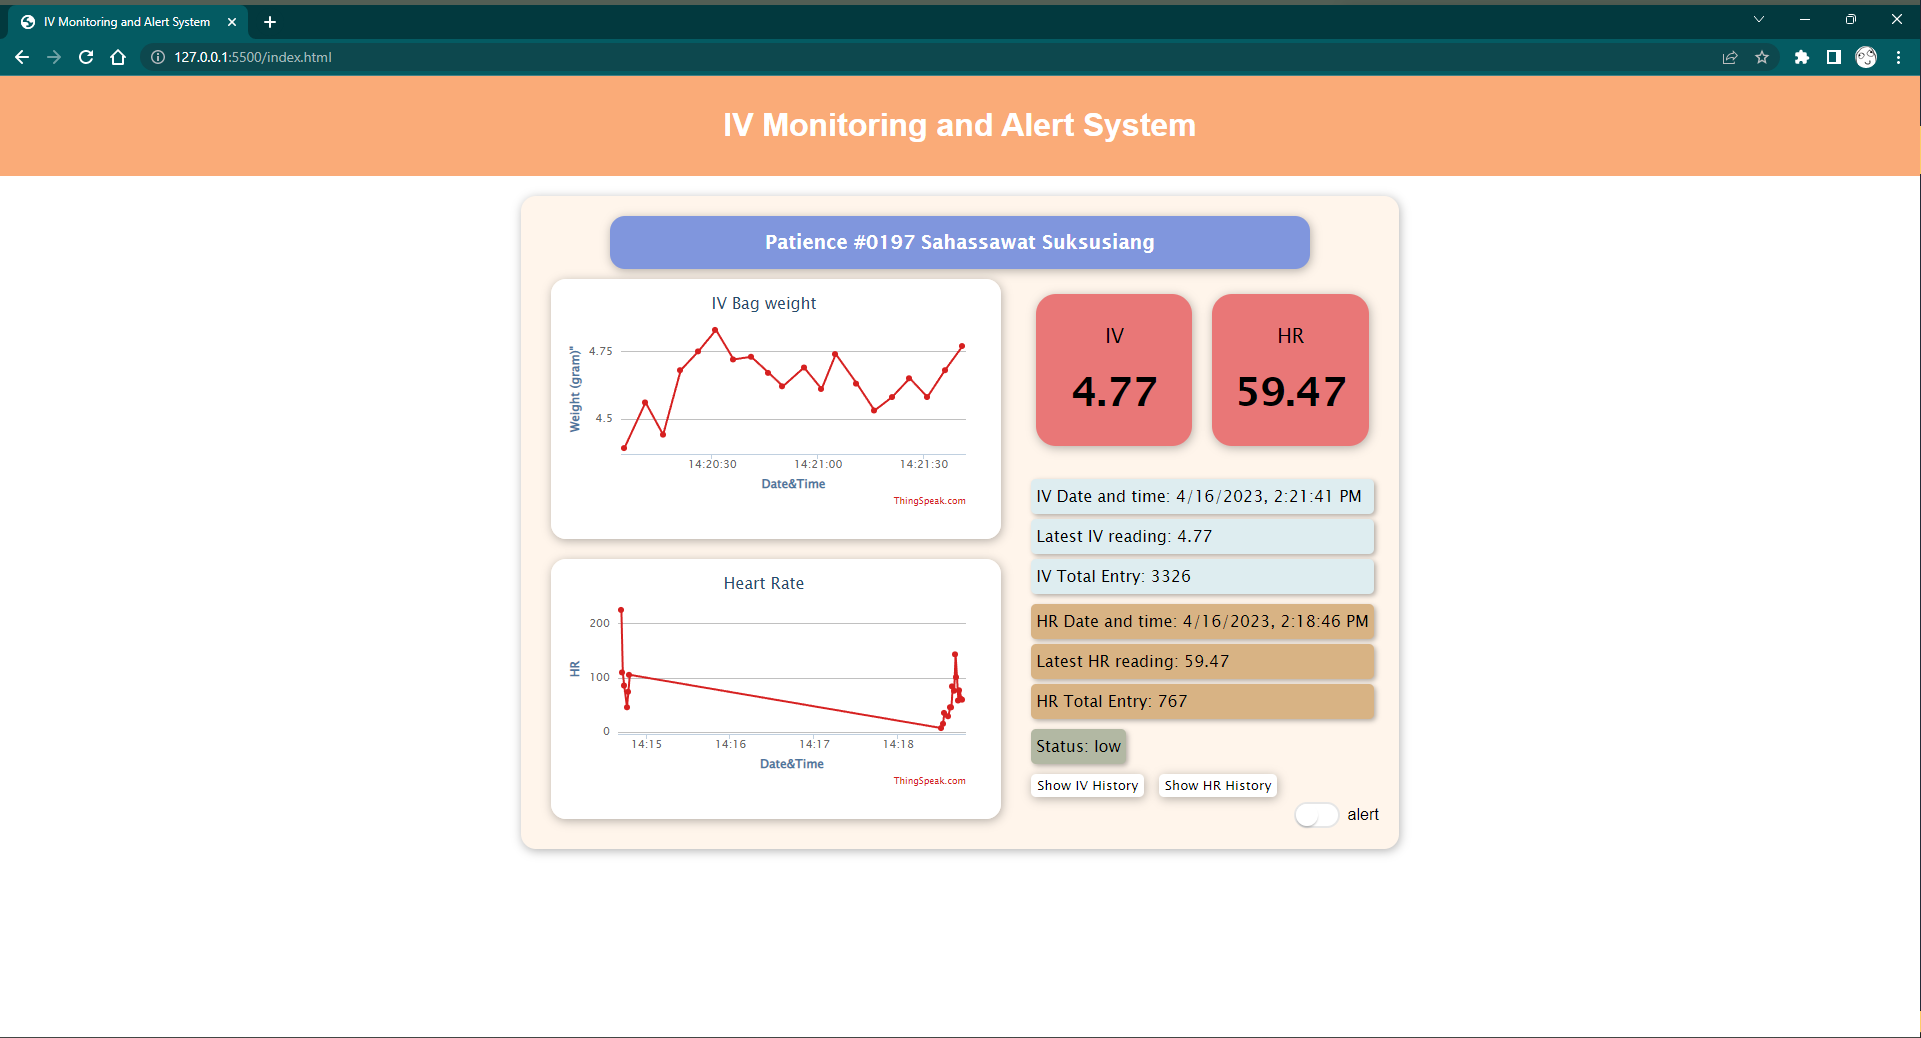 IV Monitoring and Alert System
127.0.0.1:5500/index.html
IV Monitoring and Alert System
Patience #0197 Sahassawat Suksusiang
IV Bag weight
Weight (gram)"
4.75
4.5
14:20:30 14:21:00 14:21:30
Date&Time
ThingSpeak.com
Heart Rate
HR
200
100
0
14:15 14:16 14:17 14:18
Date&Time
ThingSpeak.com
IV
4.77
HR
59.47
IV Date and time: 4/16/2023, 2:21:41 PM
Latest IV reading: 4.77
IV Total Entry: 3326
HR Date and time: 4/16/2023, 2:18:46 PM
Latest HR reading: 59.47
HR Total Entry: 767
Status: low
Show IV History Show HR History
alert